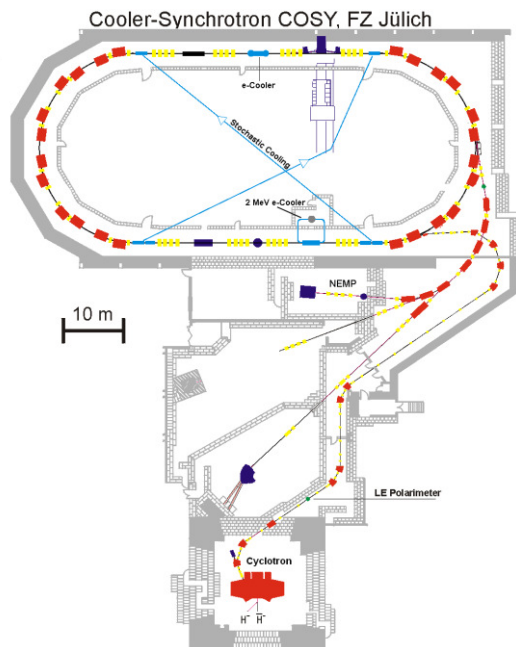 Cooler-Synchrotron COSY, FZ Jülich
e-Cooler
Stochastic Cooling
2 MeV e-Cooler
NEMP
10 m
LE Polarimeter
Cyclotron
H⁻ H̄⁻